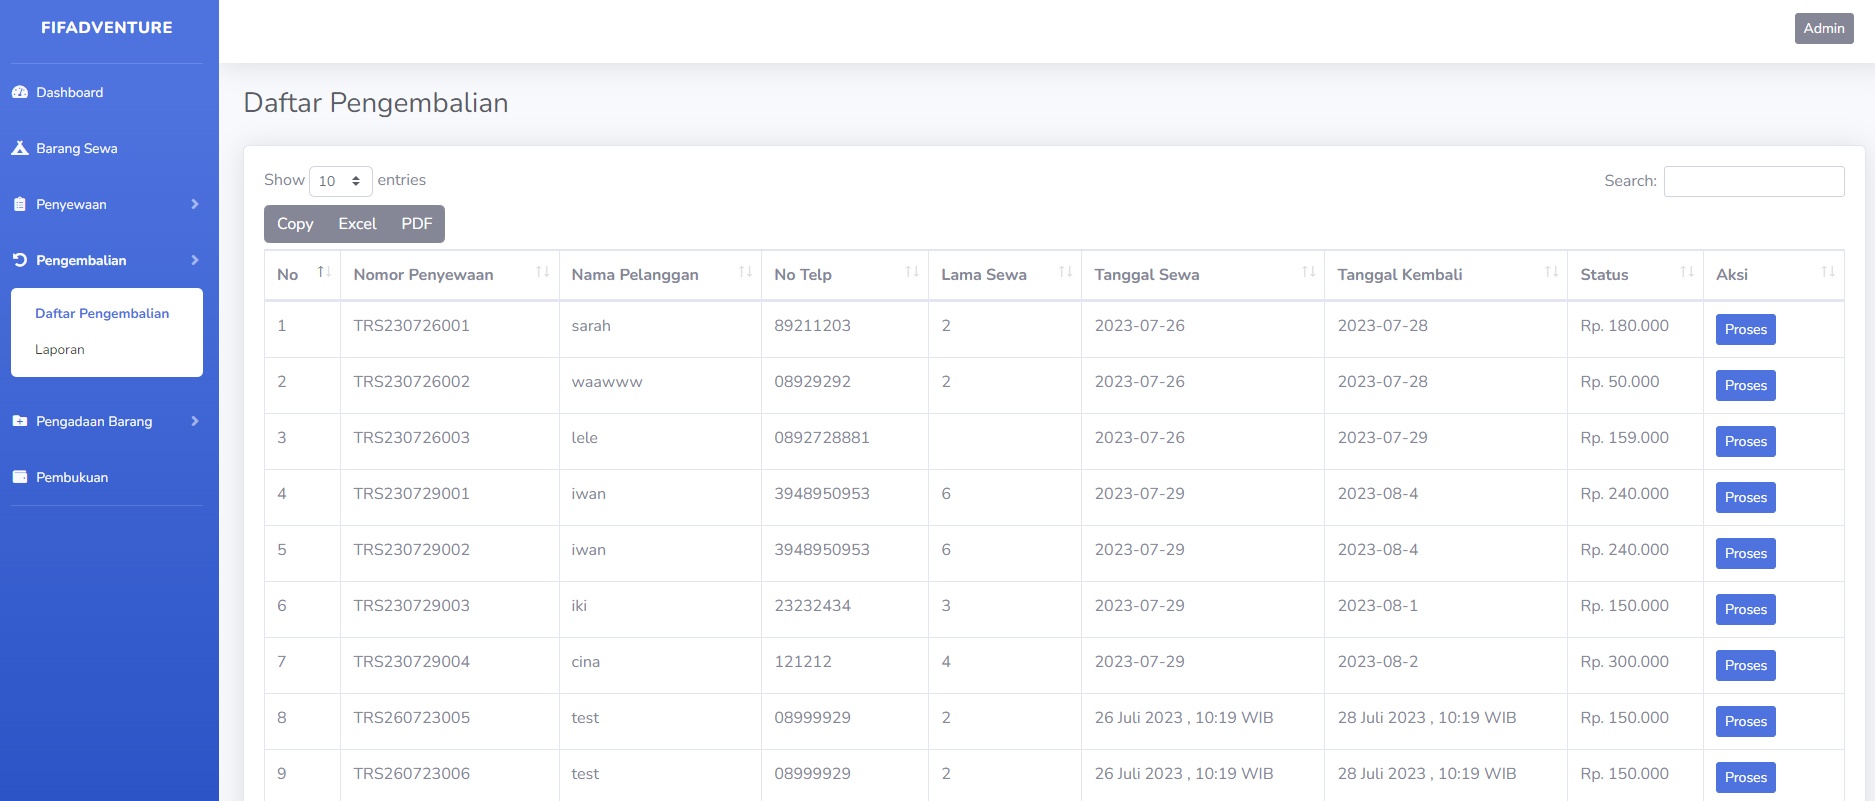 FIFADVENTURE
Admin
Dashboard
Barang Sewa
Penyewaan
Pengembalian
Daftar Pengembalian
Laporan
Pengadaan Barang
Pembukuan
Daftar Pengembalian
Show 10 entries
Search:
Copy Excel PDF
No Nomor Penyewaan Nama Pelanggan No Telp Lama Sewa Tanggal Sewa Tanggal Kembali Status Aksi
1 TRS230726001 sarah 89211203 2 2023-07-26 2023-07-28 Rp. 180.000 Proses
2 TRS230726002 waawww 08929292 2 2023-07-26 2023-07-28 Rp. 50.000 Proses
3 TRS230726003 lele 0892728881 2023-07-26 2023-07-29 Rp. 159.000 Proses
4 TRS230729001 iwan 3948950953 6 2023-07-29 2023-08-4 Rp. 240.000 Proses
5 TRS230729002 iwan 3948950953 6 2023-07-29 2023-08-4 Rp. 240.000 Proses
6 TRS230729003 iki 23232434 3 2023-07-29 2023-08-1 Rp. 150.000 Proses
7 TRS230729004 cina 121212 4 2023-07-29 2023-08-2 Rp. 300.000 Proses
8 TRS260723005 test 08999929 2 26 Juli 2023 , 10:19 WIB 28 Juli 2023 , 10:19 WIB Rp. 150.000 Proses
9 TRS260723006 test 08999929 2 26 Juli 2023 , 10:19 WIB 28 Juli 2023 , 10:19 WIB Rp. 150.000 Proses